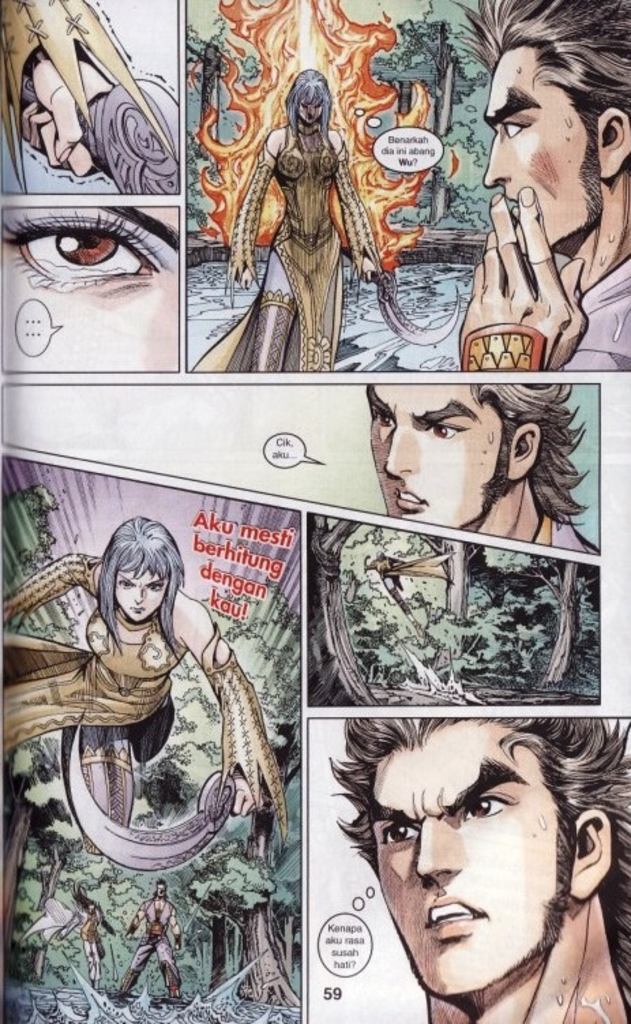 Benarkah
dia ini abang
Wu?
...
...
Cik,
aku...
Aku mesti
berhitung
dengan
kau!
Kenapa
aku rasa
susah
hati?
59